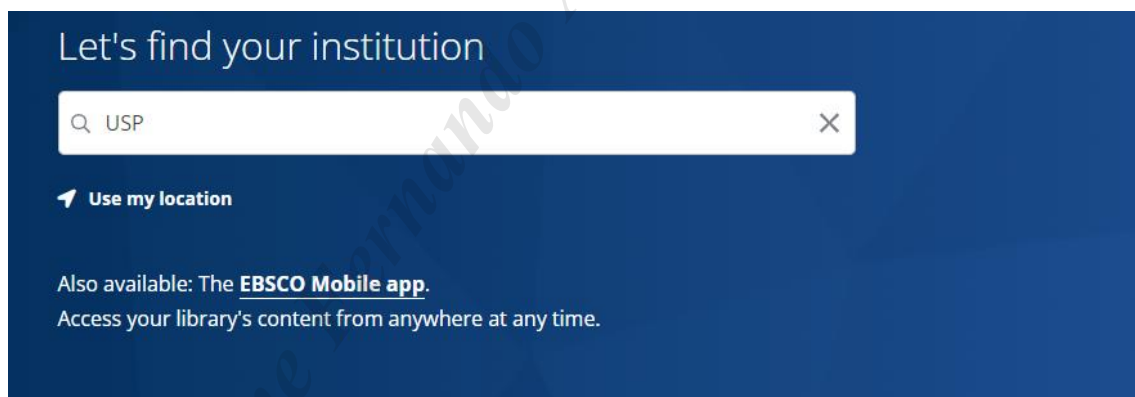 Let's find your institution
USP
Use my location
Also available: The EBSCO Mobile app.
Access your library's content from anywhere at any time.